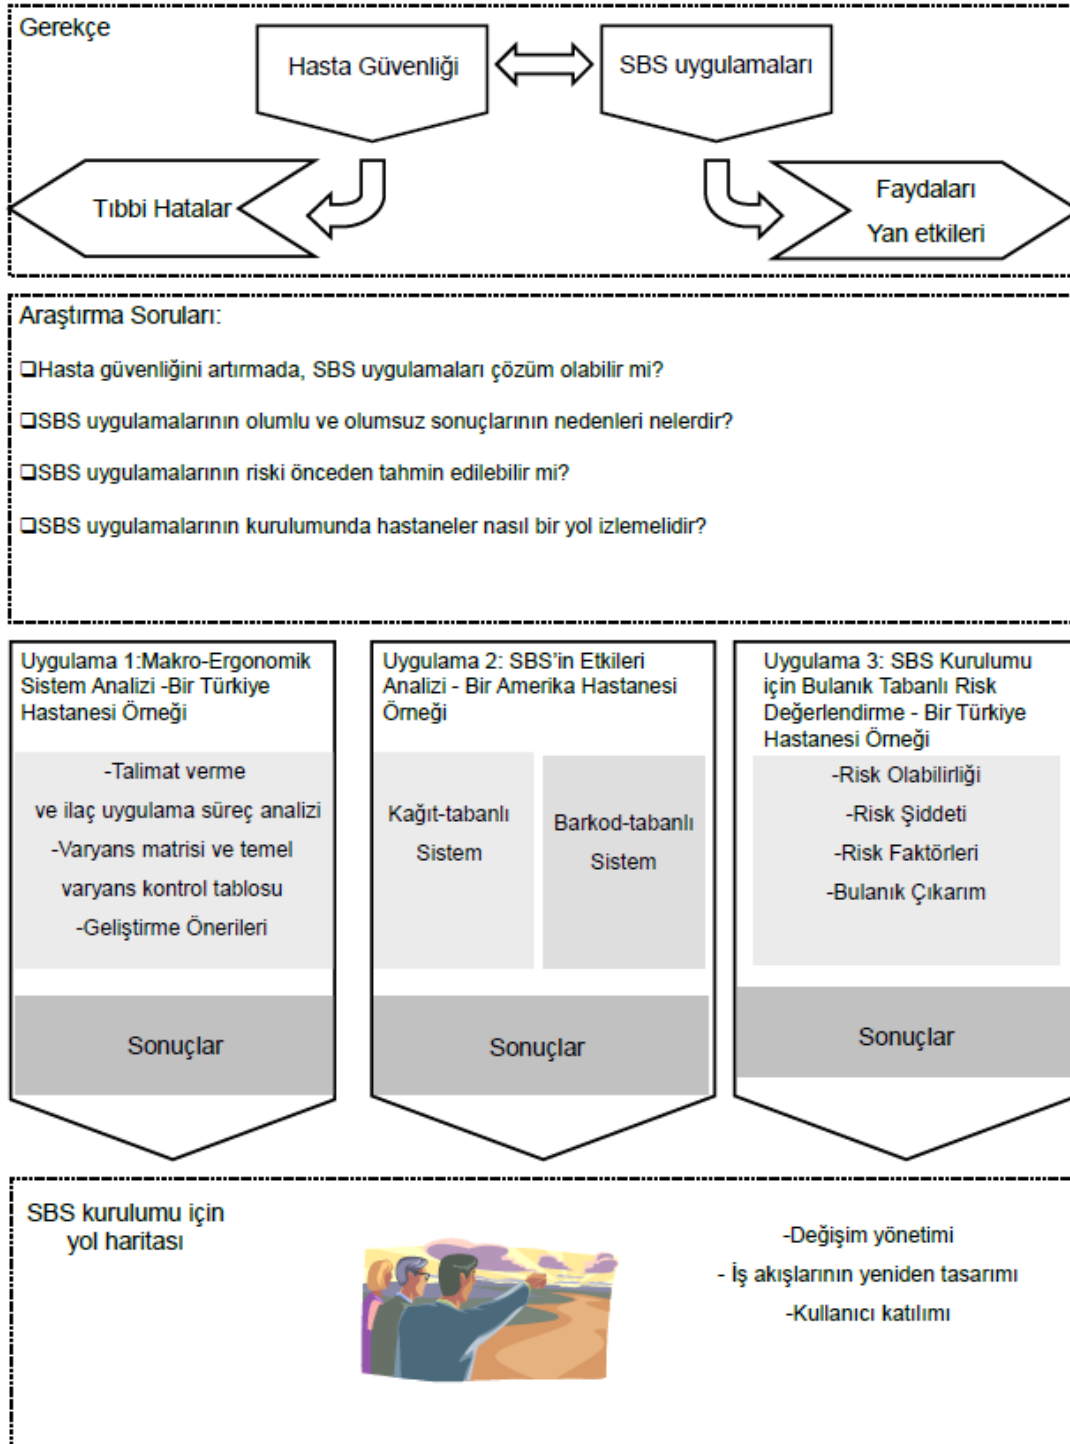 Gerekçe
Hasta Güvenliği
SBS uygulamaları
Tıbbi Hatalar
Faydaları
Yan etkileri
Araştırma Soruları:
❑Hasta güvenliğini artırmada, SBS uygulamaları çözüm olabilir mi?
❑SBS uygulamalarının olumlu ve olumsuz sonuçlarının nedenleri nelerdir?
❑SBS uygulamalarının riski önceden tahmin edilebilir mi?
❑SBS uygulamalarının kurulumunda hastaneler nasıl bir yol izlemelidir?
Uygulama 1:Makro-Ergonomik
Sistem Analizi -Bir Türkiye
Hastanesi Örneği
-Talimat verme
ve ilaç uygulama süreç analizi
-Varyans matrisi ve temel
varyans kontrol tablosu
-Geliştirme Önerileri
Sonuçlar
Uygulama 2: SBS'in Etkileri
Analizi - Bir Amerika Hastanesi
Örneği
Kağıt-tabanlı
Sistem
Barkod-tabanlı
Sistem
Sonuçlar
Uygulama 3: SBS Kurulumu
için Bulanık Tabanlı Risk
Değerlendirme - Bir Türkiye
Hastanesi Örneği
-Risk Olabilirliği
-Risk Şiddeti
-Risk Faktörleri
-Bulanık Çıkarım
Sonuçlar
SBS kurulumu için
yol haritası
-Değişim yönetimi
- İş akışlarının yeniden tasarımı
-Kullanıcı katılımı